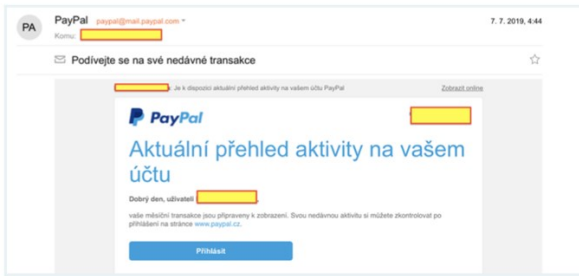 PA
PayPal paypal@mail.paypal.com
7. 7. 2019, 4:44
Komu:
Podívejte se na své nedávné transakce
Je k dispozici aktuální přehled aktivity na vašem účtu PayPal
Zobrazit online
PayPal
Aktuální přehled aktivity na vašem
účtu
Dobrý den, uživateli
vaše měsíční transakce jsou připraveny k zobrazení. Svou nedávnou aktivitu si můžete zkontrolovat po
přihlášení na stránce www.paypal.cz.
Přihlásit